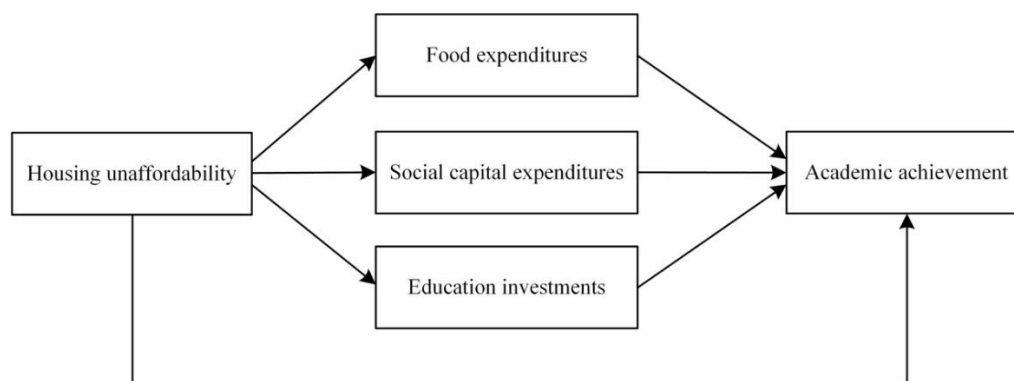 Food expenditures
Housing unaffordability
Social capital expenditures
Academic achievement
Education investments